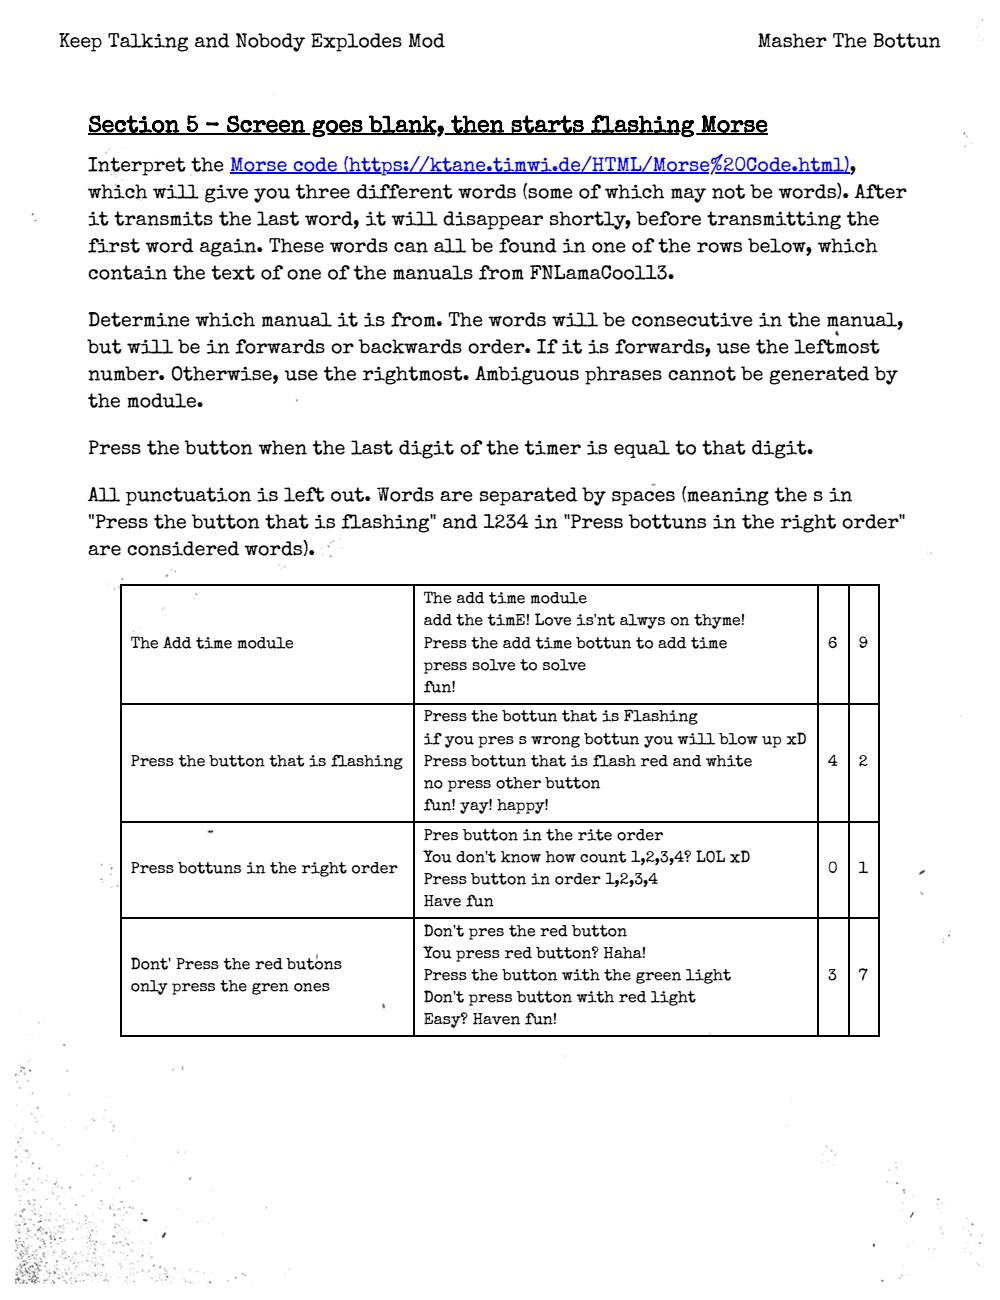 Keep Talking and Nobody Explodes Mod
Masher The Bottun
Section 5 – Screen goes blank, then starts flashing Morse
Interpret the Morse code (https://ktane.timwi.de/HTML/Morse%20Code.html),
which will give you three different words (some of which may not be words). After
it transmits the last word, it will disappear shortly, before transmitting the
first word again. These words can all be found in one of the rows below, which
contain the text of one of the manuals from FNLamaCool13.
Determine which manual it is from. The words will be consecutive in the manual,
but will be in forwards or backwards order. If it is forwards, use the leftmost
number. Otherwise, use the rightmost. Ambiguous phrases cannot be generated by
the module.
Press the button when the last digit of the timer is equal to that digit.
All punctuation is left out. Words are separated by spaces (meaning the s in
"Press the button that is flashing" and 1234 in "Press bottuns in the right order"
are considered words).
The Add time module
The add time module
add the timE! Love is'nt alwys on thyme!
Press the add time bottun to add time
press solve to solve
fun!
6
9
Press the button that is flashing
Press the bottun that is Flashing
if you pres s wrong bottun you will blow up xD
Press bottun that is flash red and white
no press other button
fun! yay! happy!
4
2
Press bottuns in the right order
Pres button in the rite order
You don't know how count 1,2,3,4? LOL xD
Press button in order 1,2,3,4
Have fun
0
1
Dont' Press the red butons
only press the gren ones
Don't pres the red button
You press red button? Haha!
Press the button with the green light
Don't press button with red light
Easy? Haven fun!
3
7